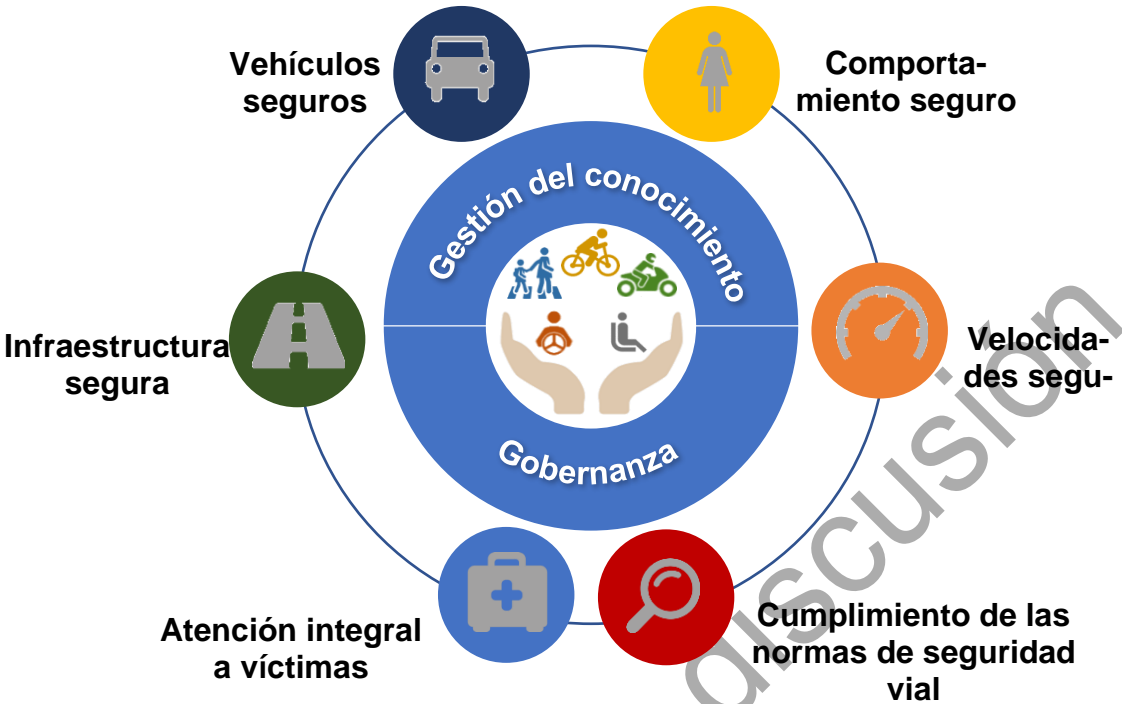 Vehículos
seguros
Comporta-
miento seguro
Gestión del conocimiento
Infraestructura
segura
Velocida-
des segu-
Gobernanza
Atención integral
a víctimas
Cumplimiento de las
normas de seguridad
vial
discusión